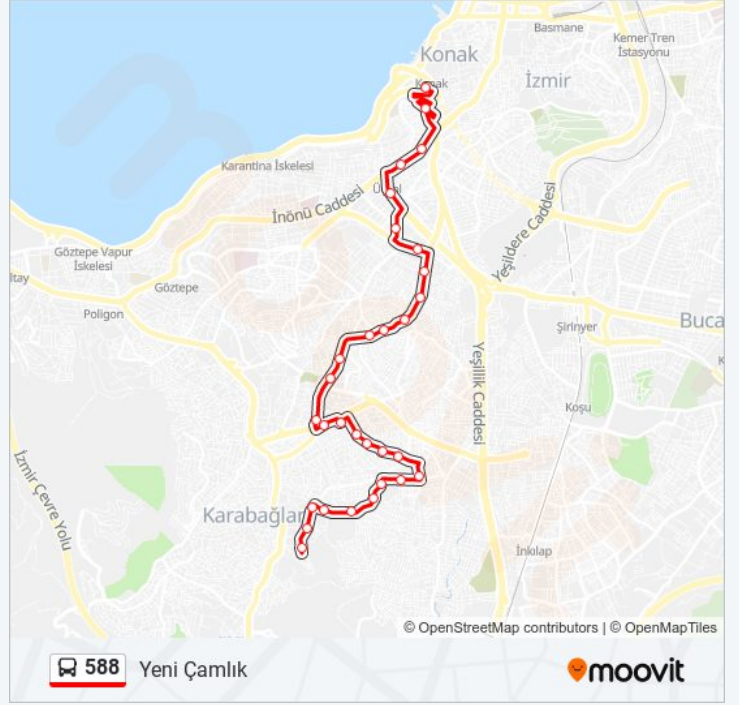 Basmane
Kemer Tren
İstasyonu
Konak
Konak
İzmir
Karantina İskelesi
İnönü Caddesi
Yeşildere Caddesi
Göztepe Vapur
İskelesi
ltay
Göztepe
Poligon
Şirinyer
Buca
Yeşillik Caddesi
Koşu
İzmir Çevre Yolu
Karabağlar
İnkılap
© OpenStreetMap contributors | © OpenMapTiles
588 Yeni Çamlık
moovit